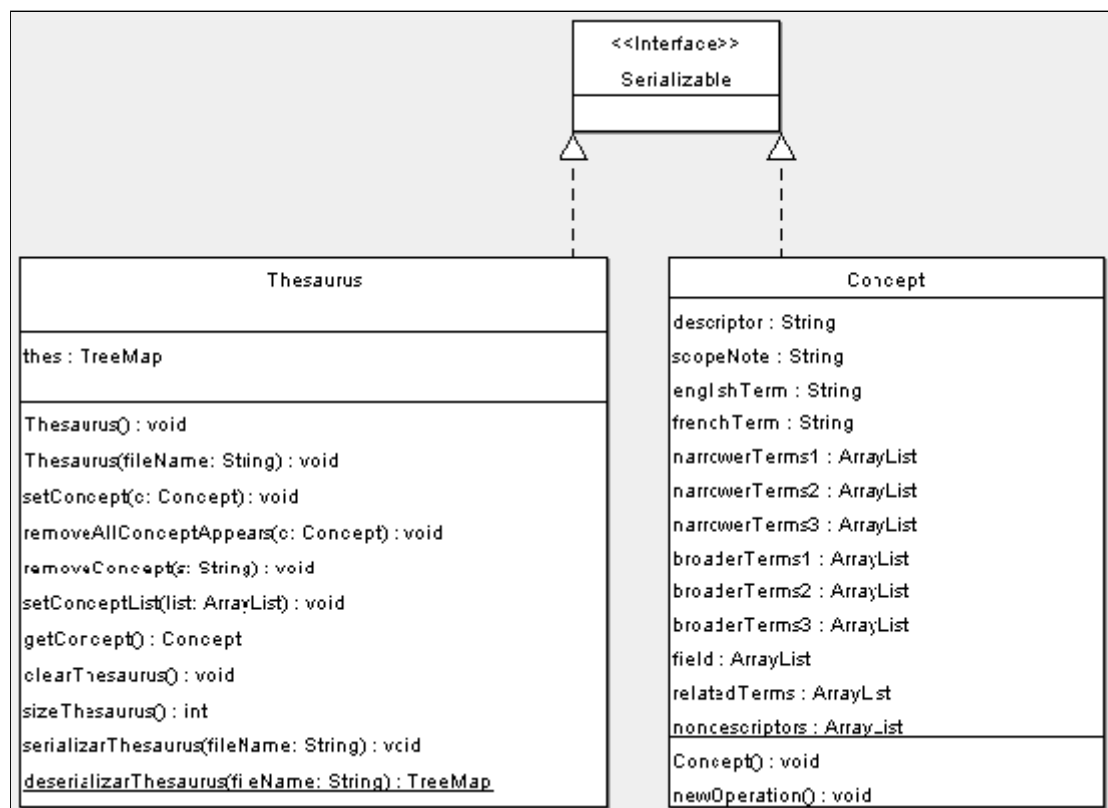 <<Interface>>
Serializable
Thesaurus
thes : TreeMap
Thesaurus() : void
Thesaurus(fileName: String) : void
setConcept(c: Concept) : void
removeAllConceptAppears(c: Concept) : void
removeConcept(s: String) : void
setConceptList(list: ArrayList) : void
getConcept() : Concept
clearThesaurus() : void
sizeThesaurus() : int
serializarThesaurus(fileName: String) : void
deserializarThesaurus(fileName: String) : TreeMap
Concept
descriptor : String
scopeNote : String
englishTerm : String
frenchTerm : String
narrowerTerms1 : ArrayList
narrowerTerms2 : ArrayList
narrowerTerms3 : ArrayList
broaderTerms1 : ArrayList
broaderTerms2 : ArrayList
broaderTerms3 : ArrayList
field : ArrayList
relatedTerms : ArrayList
nondescriptors : ArrayList
Concept() : void
newOperation() : void